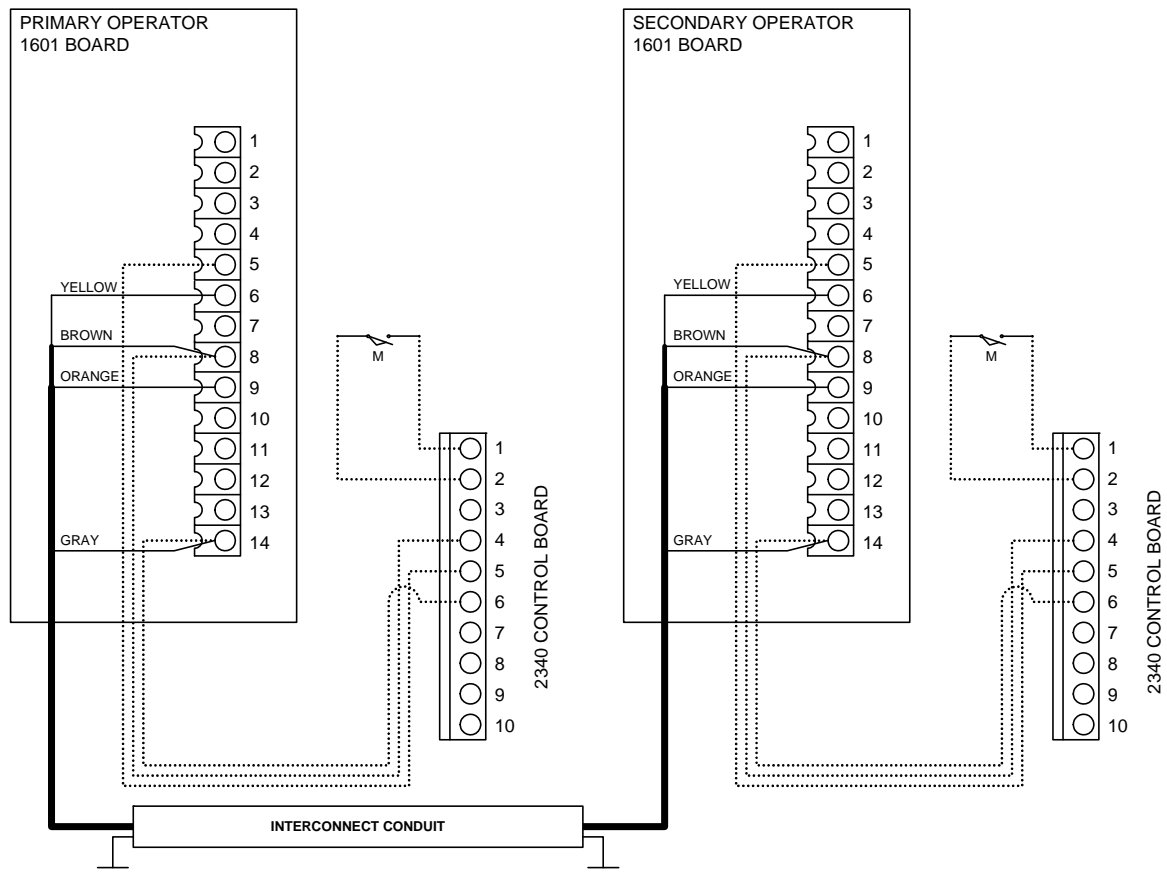 PRIMARY OPERATOR
1601 BOARD
1
2
3
4
5
6
7
8
9
10
11
12
13
14
YELLOW
BROWN
ORANGE
GRAY
M
1
2
3
4
5
6
7
8
9
10
2340 CONTROL BOARD
SECONDARY OPERATOR
1601 BOARD
1
2
3
4
5
6
7
8
9
10
11
12
13
14
YELLOW
BROWN
ORANGE
GRAY
M
1
2
3
4
5
6
7
8
9
10
2340 CONTROL BOARD
INTERCONNECT CONDUIT